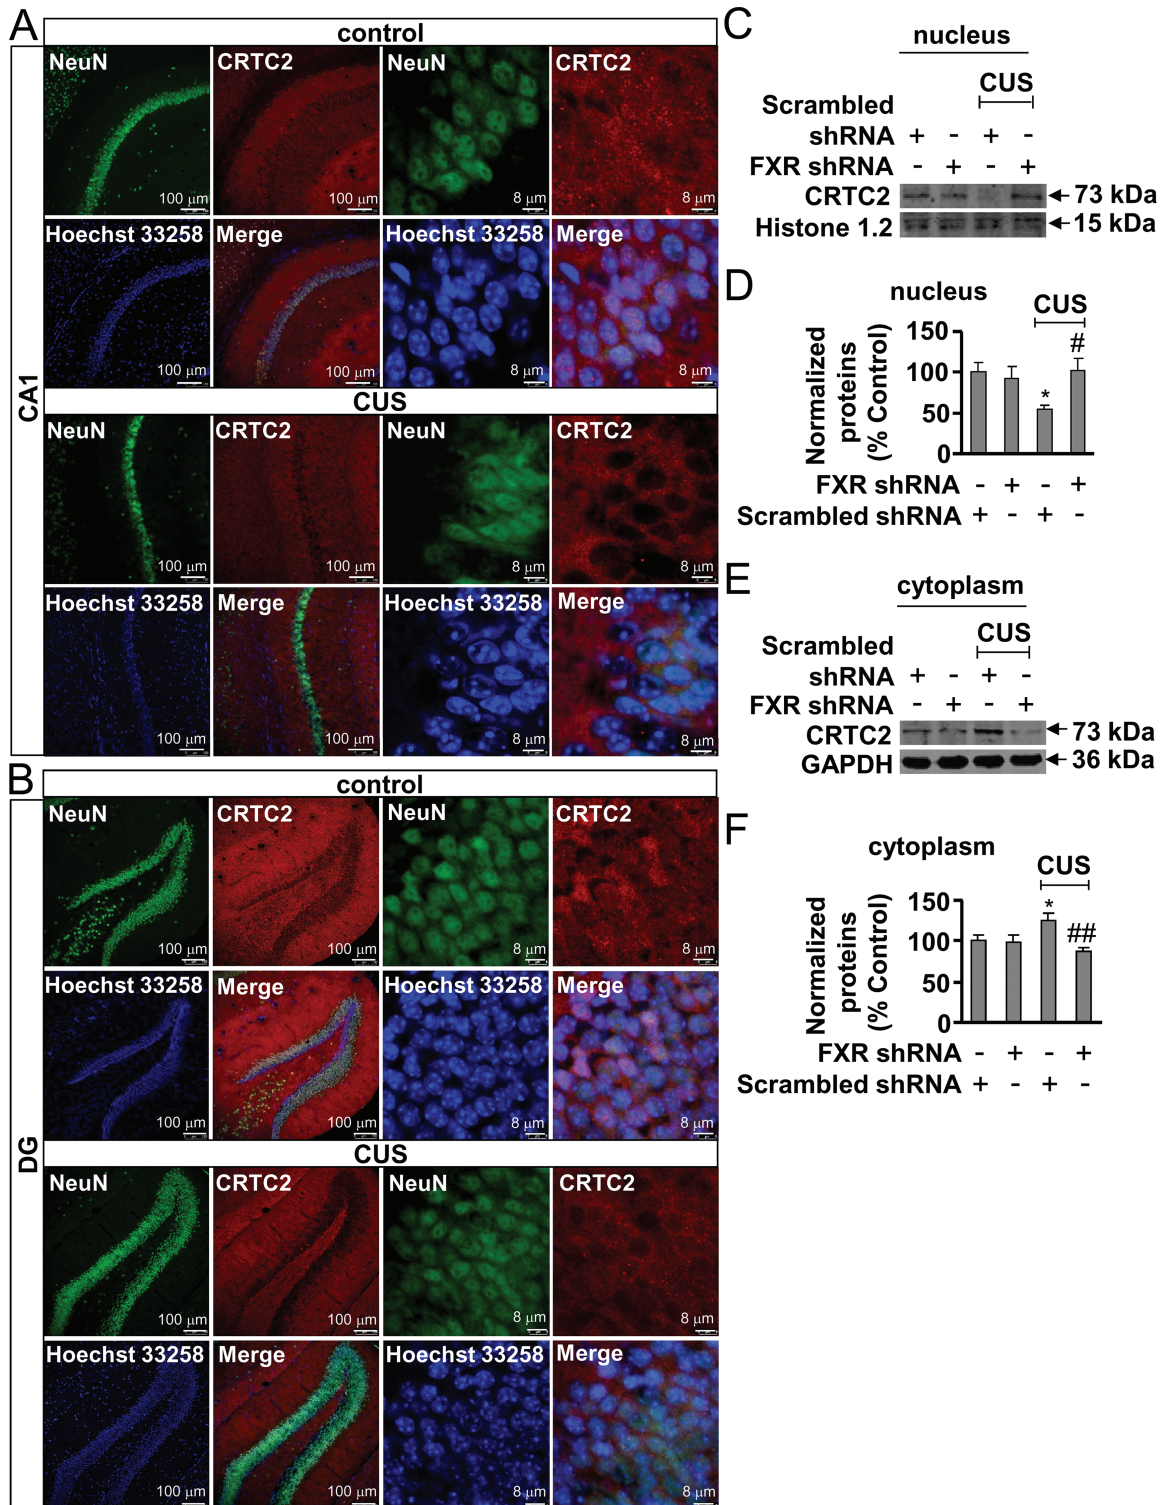 A
control
NeuN CRTC2 NeuN CRTC2
100 μm 100 μm 8 μm 8 μm
Hoechst 33258 Merge Hoechst 33258 Merge
100 μm 100 μm 8 μm 8 μm
CA1
CUS
NeuN CRTC2 NeuN CRTC2
100 μm 100 μm 8 μm 8 μm
Hoechst 33258 Merge Hoechst 33258 Merge
100 μm 100 μm 8 μm 8 μm
B
control
NeuN CRTC2 NeuN CRTC2
100 μm 100 μm 8 μm 8 μm
Hoechst 33258 Merge Hoechst 33258 Merge
100 μm 100 μm 8 μm 8 μm
DG
CUS
NeuN CRTC2 NeuN CRTC2
100 μm 100 μm 8 μm 8 μm
Hoechst 33258 Merge Hoechst 33258 Merge
100 μm 100 μm 8 μm 8 μm
C
nucleus
CUS
Scrambled
shRNA + - + -
FXR shRNA - + - +
CRTC2 73 kDa
Histone 1.2 15 kDa
D
nucleus
CUS
Normalized
proteins
(% Control)
150
100
50
0
* #
FXR shRNA - + - +
Scrambled shRNA + - + -
E
cytoplasm
CUS
Scrambled
shRNA + - + -
FXR shRNA - + - +
CRTC2 73 kDa
GAPDH 36 kDa
F
cytoplasm
CUS
Normalized
proteins
(% Control)
150
100
50
0
* ##
FXR shRNA - + - +
Scrambled shRNA + - + -